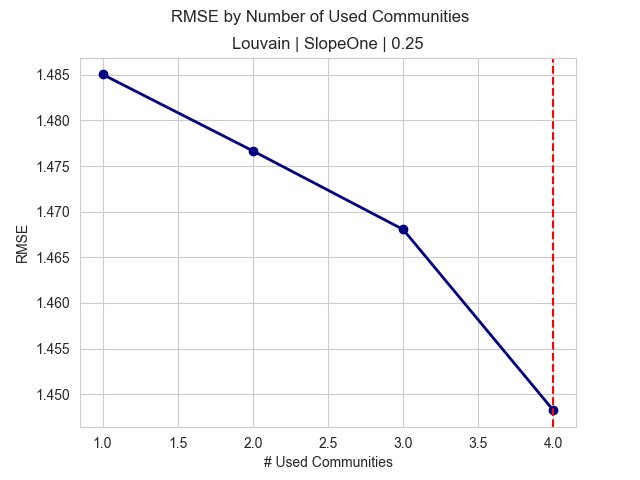 RMSE by Number of Used Communities
Louvain | SlopeOne | 0.25
1.485
1.480
1.475
1.470
1.465
1.460
1.455
1.450
RMSE
1.0 1.5 2.0 2.5 3.0 3.5 4.0
# Used Communities